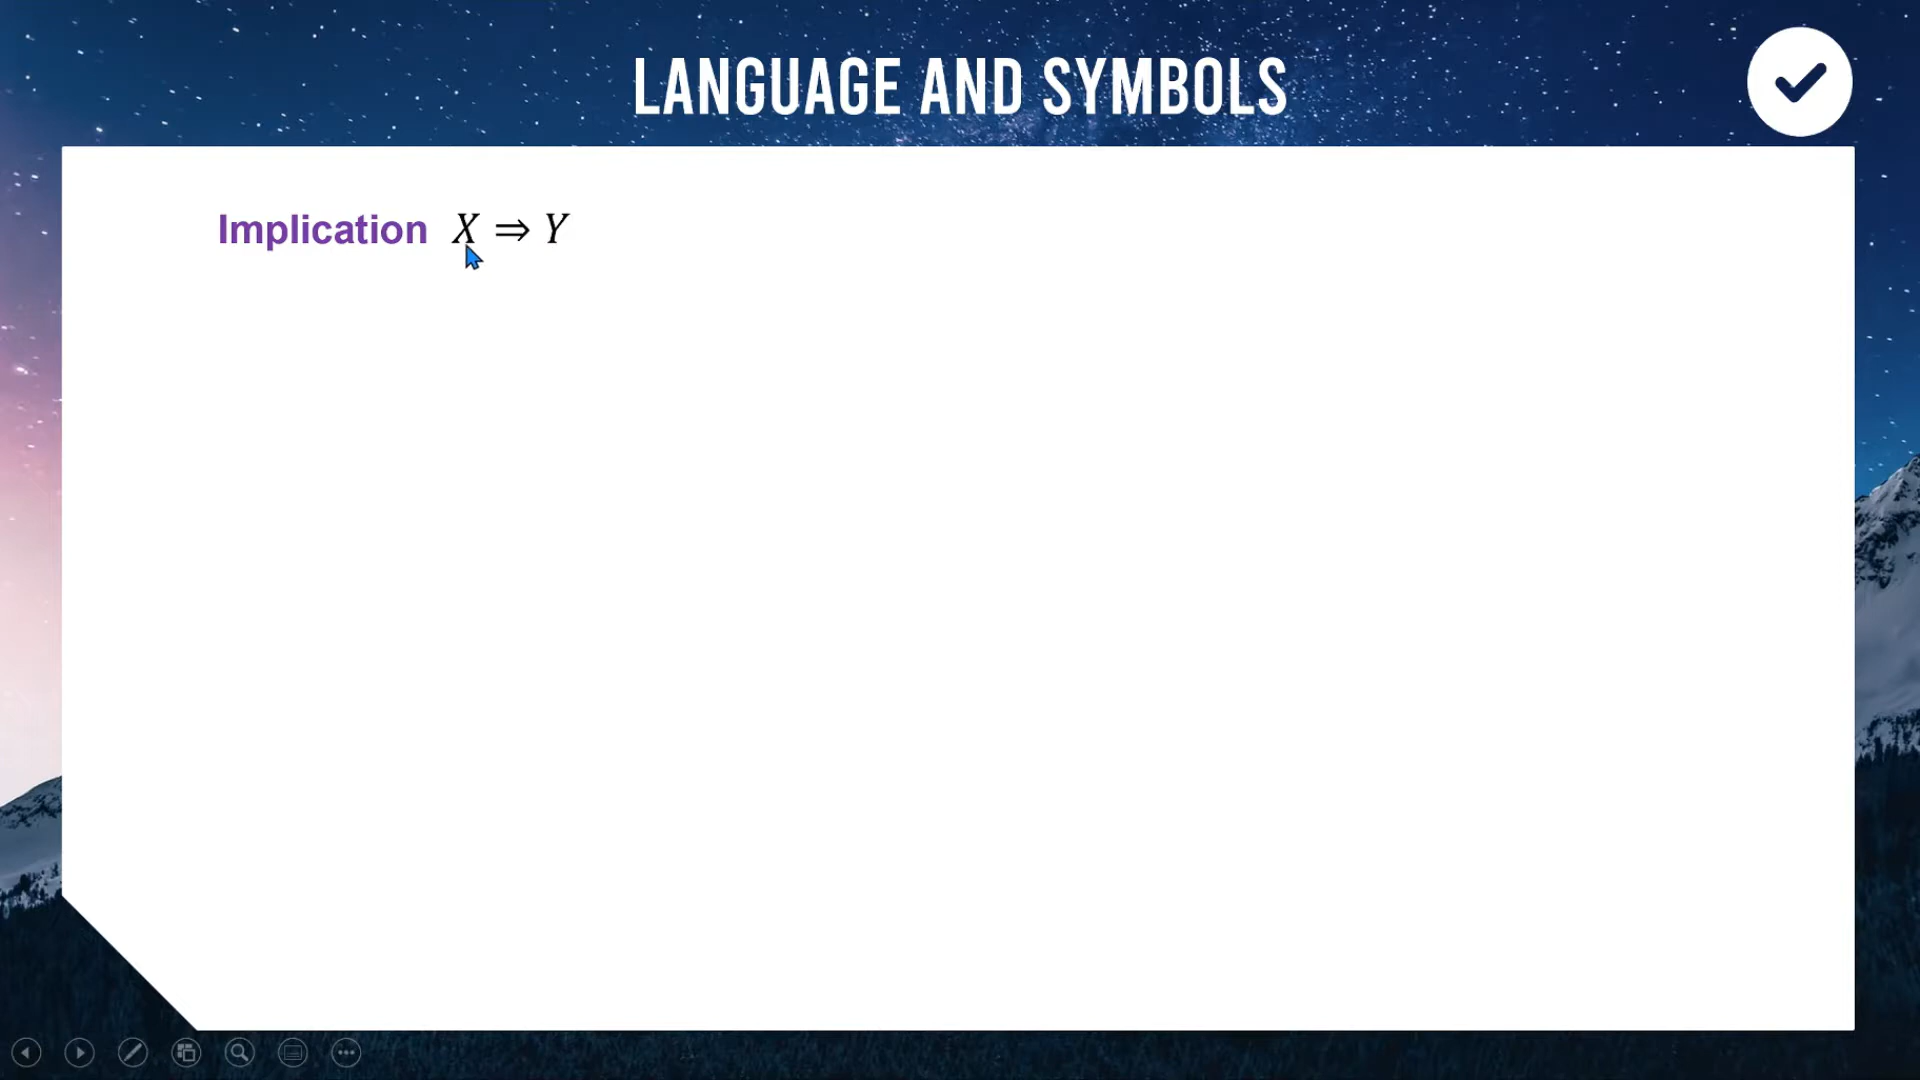 LANGUAGE AND SYMBOLS
Implication X ⇒ Y